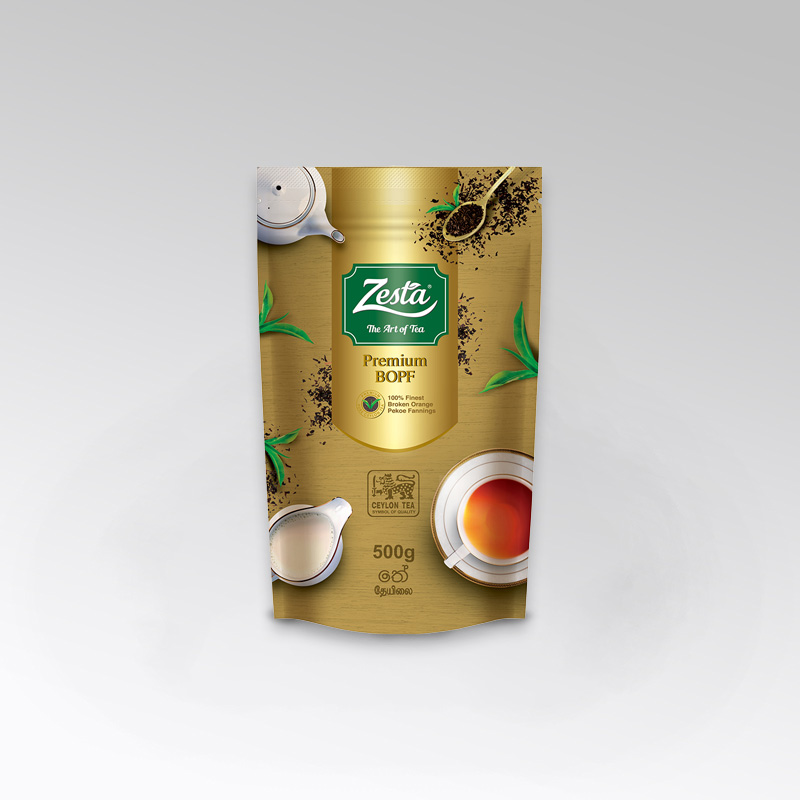 Zesta®
The Art of Tea
Premium
BOPF
100% Finest
Broken Orange
Pekoe Fannings
CEYLON TEA
SYMBOL OF QUALITY
500g
තේ
தேயிலை